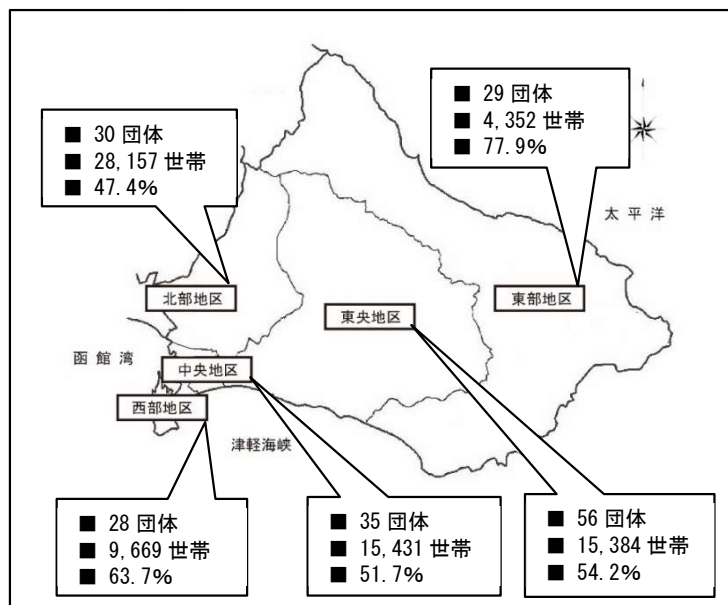 ■ 30 団体
■ 28,157 世帯
■ 47.4%
■ 29 団体
■ 4,352 世帯
■ 77.9%
太平洋
北部地区
東央地区
東部地区
函館湾
中央地区
西部地区
津軽海峡
■ 28 団体
■ 9,669 世帯
■ 63.7%
■ 35 団体
■ 15,431 世帯
■ 51.7%
■ 56 団体
■ 15,384 世帯
■ 54.2%